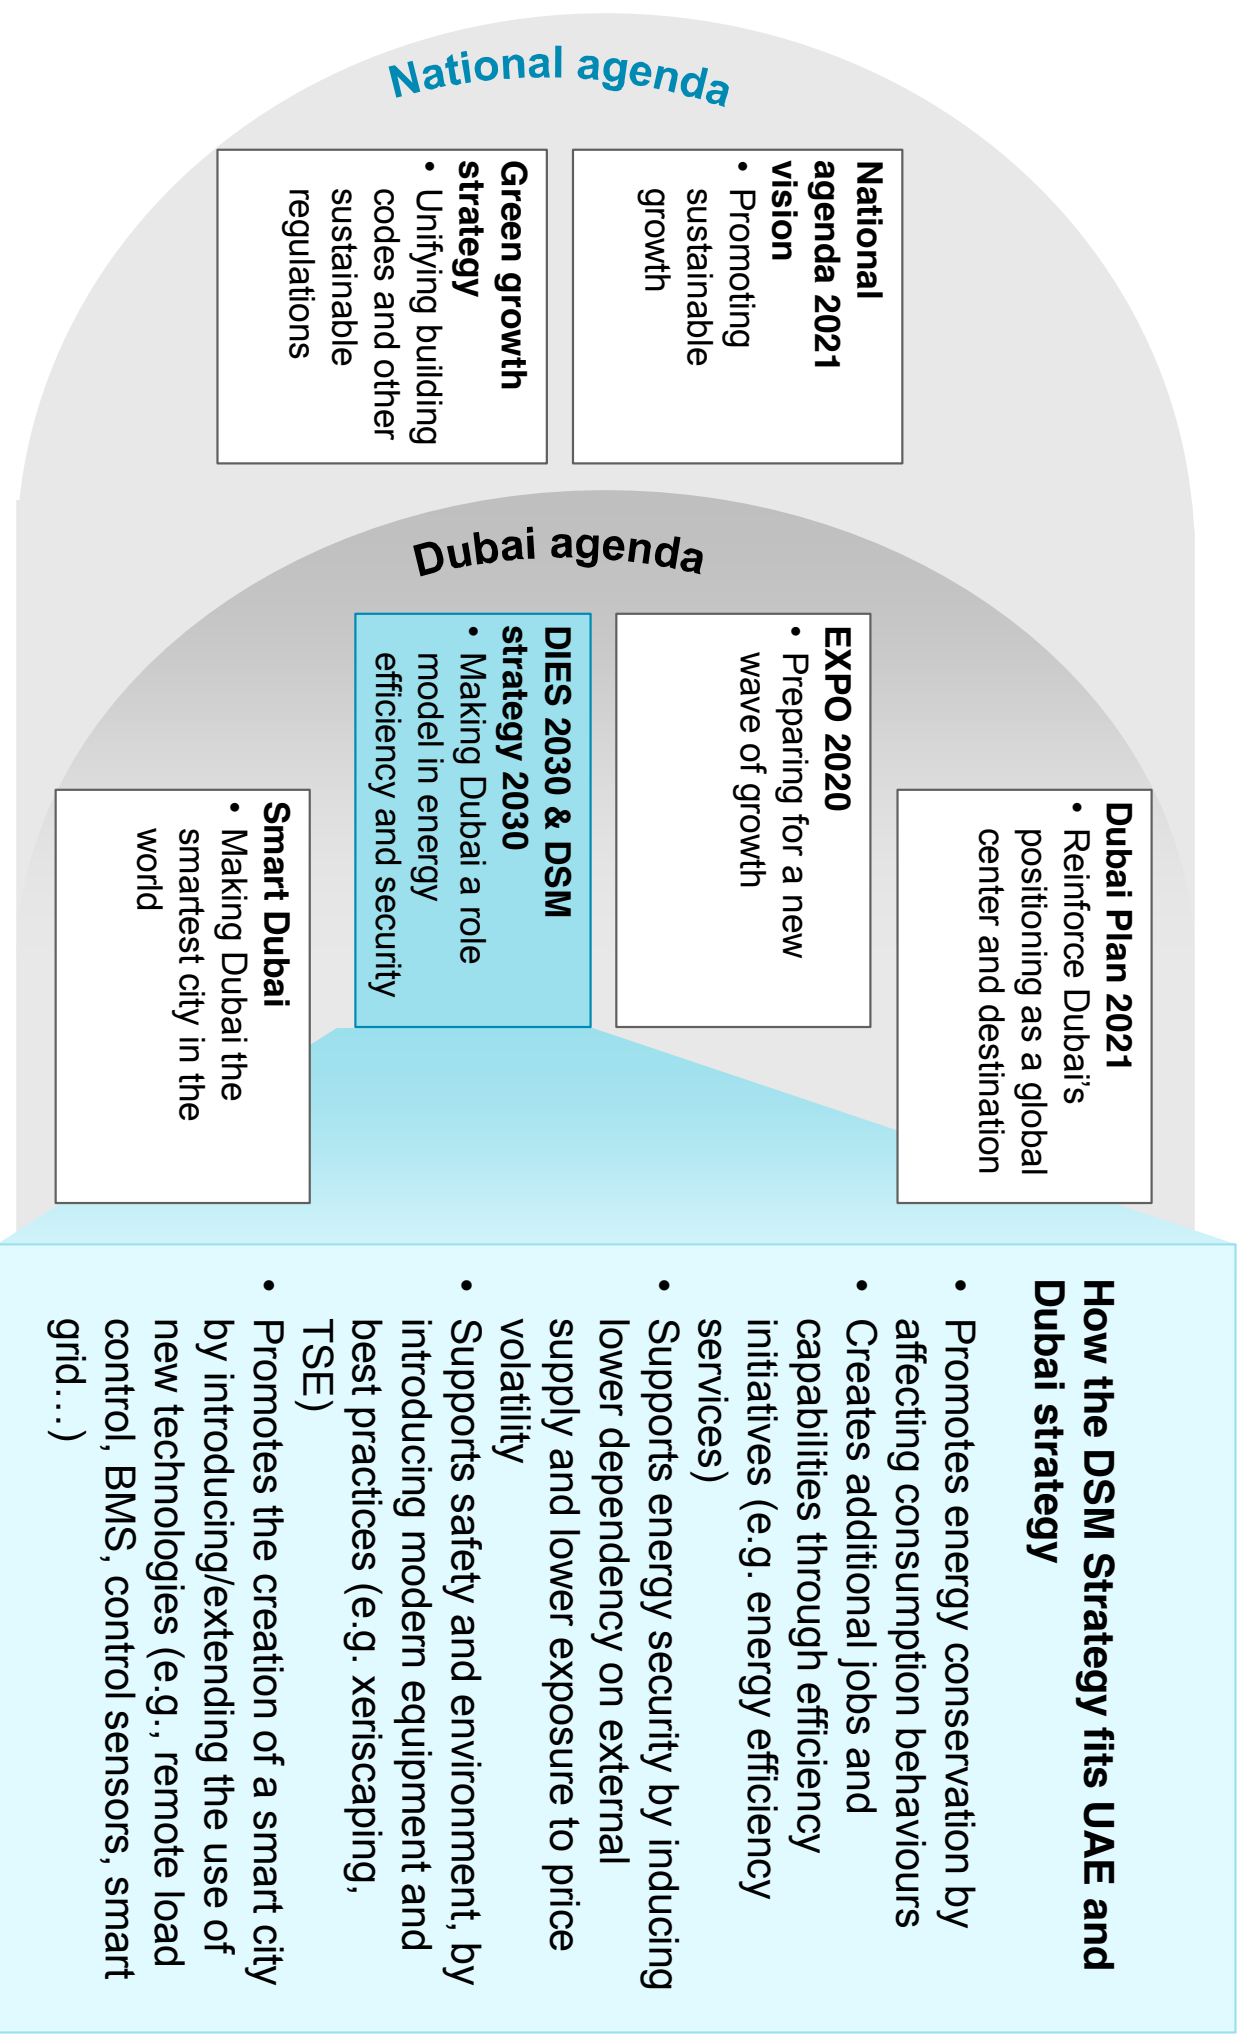 National agenda
National
agenda 2021
vision
• Promoting
sustainable
growth
Green growth
strategy
• Unifying building
codes and other
sustainable
regulations
Dubai agenda
Dubai Plan 2021
• Reinforce Dubai's
positioning as a global
center and destination
EXPO 2020
• Preparing for a new
wave of growth
DIES 2030 & DSM
strategy 2030
• Making Dubai a role
model in energy
efficiency and security
Smart Dubai
• Making Dubai the
smartest city in the
world
How the DSM Strategy fits UAE and
Dubai strategy
• Promotes energy conservation by
affecting consumption behaviours
• Creates additional jobs and
capabilities through efficiency
initiatives (e.g. energy efficiency
services)
• Supports energy security by inducing
lower dependency on external
supply and lower exposure to price
volatility
• Supports safety and environment, by
introducing modern equipment and
best practices (e.g. xeriscaping,
TSE)
• Promotes the creation of a smart city
by introducing/extending the use of
new technologies (e.g., remote load
control, BMS, control sensors, smart
grid…)